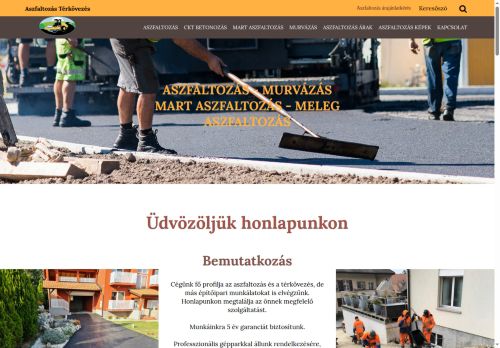 Aszfaltozás Térkövezés
Aszfaltozás árajánlatkérés
Keresőszó
ASZFALTOZÁS CKT BETONOZÁS MART ASZFALTOZÁS MURVÁZÁS ASZFALTOZÁS ÁRAK ASZFALTOZÁS KÉPEK KAPCSOLAT
ASZFALTOZÁS - MURVÁZÁS
MART ASZFALTOZÁS - MELEG
ASZFALTOZÁS
Üdvözöljük honlapunkon
Bemutatkozás
Cégünk fő profilja az aszfaltozás és a térkövezés, de
más építőipari munkálatokat is elvégzünk.
Honlapunkon megtalálja az önnek megfelelő
szolgáltatást.
Munkáinkra 5 év garanciát biztosítunk.
Professzionális gépparkkal állunk rendelkezésére,